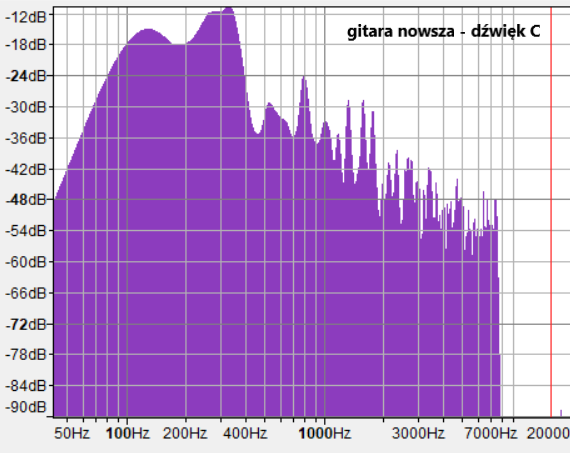 gitara nowsza - dźwięk C
-12dB
-18dB
-24dB
-30dB
-36dB
-42dB
-48dB
-54dB
-60dB
-66dB
-72dB
-78dB
-84dB
-90dB
50Hz 100Hz 200Hz 400Hz 1000Hz 3000Hz 7000Hz 20000